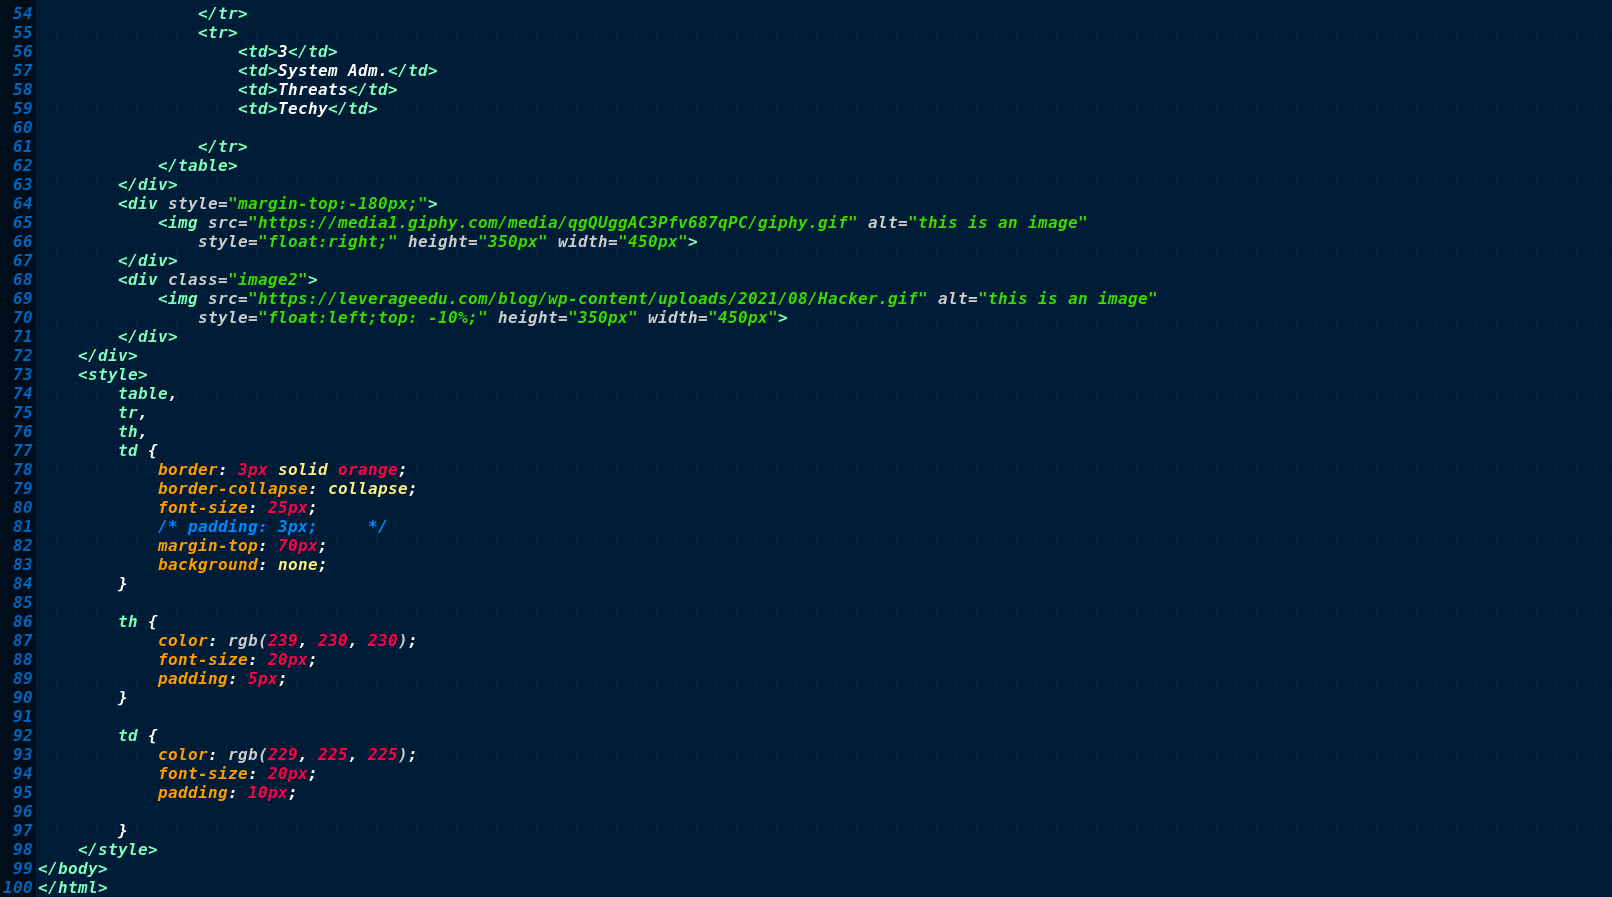 54                </tr>
55                <tr>
56                    <td>3</td>
57                    <td>System Adm.</td>
58                    <td>Threats</td>
59                    <td>Techy</td>
60
61                </tr>
62            </table>
63        </div>
64        <div style="margin-top:-180px;">
65            <img src="https://media1.giphy.com/media/qgQUggAC3Pfv687qPC/giphy.gif" alt="this is an image"
66                style="float:right;" height="350px" width="450px">
67        </div>
68        <div class="image2">
69            <img src="https://leverageedu.com/blog/wp-content/uploads/2021/08/Hacker.gif" alt="this is an image"
70                style="float:left;top: -10%;" height="350px" width="450px">
71        </div>
72    </div>
73    <style>
74        table,
75        tr,
76        th,
77        td {
78            border: 3px solid orange;
79            border-collapse: collapse;
80            font-size: 25px;
81            /* padding: 3px;     */
82            margin-top: 70px;
83            background: none;
84        }
85
86        th {
87            color: rgb(239, 230, 230);
88            font-size: 20px;
89            padding: 5px;
90        }
91
92        td {
93            color: rgb(229, 225, 225);
94            font-size: 20px;
95            padding: 10px;
96
97        }
98    </style>
99</body>
100</html>